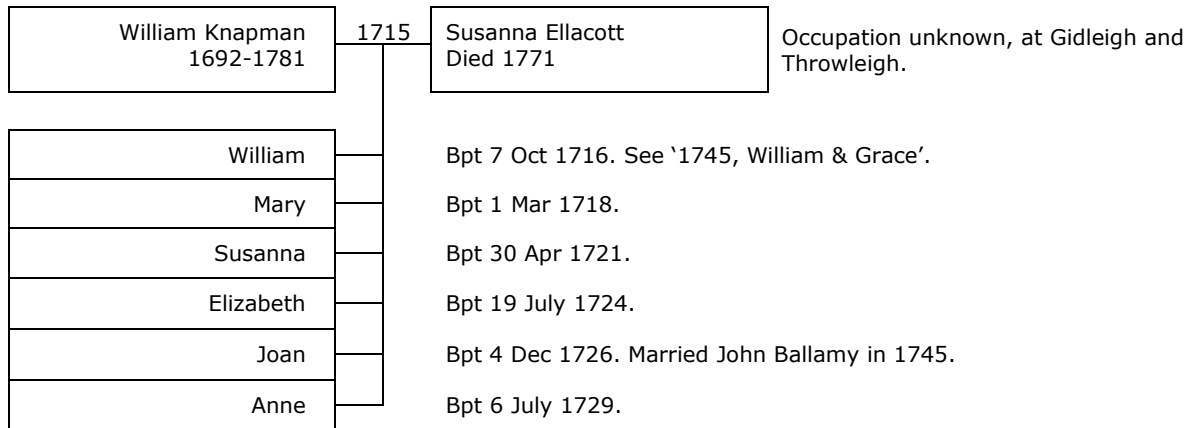 William Knapman
1692-1781
1715
Susanna Ellacott
Died 1771
Occupation unknown, at Gidleigh and
Throwleigh.
William
Bpt 7 Oct 1716. See ‘1745, William & Grace’.
Mary
Bpt 1 Mar 1718.
Susanna
Bpt 30 Apr 1721.
Elizabeth
Bpt 19 July 1724.
Joan
Bpt 4 Dec 1726. Married John Ballamy in 1745.
Anne
Bpt 6 July 1729.